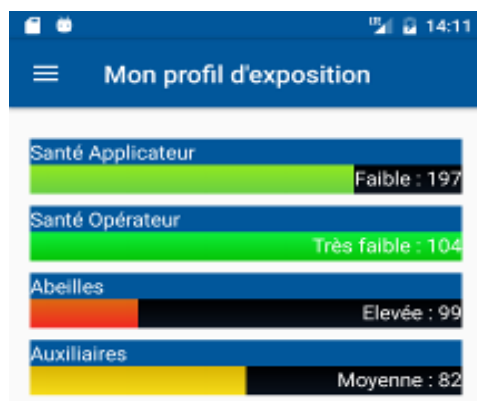 14:11
Mon profil d'exposition
Santé Applicateur
Faible : 197
Santé Opérateur
Très faible : 104
Abeilles
Elevée : 99
Auxiliaires
Moyenne : 82